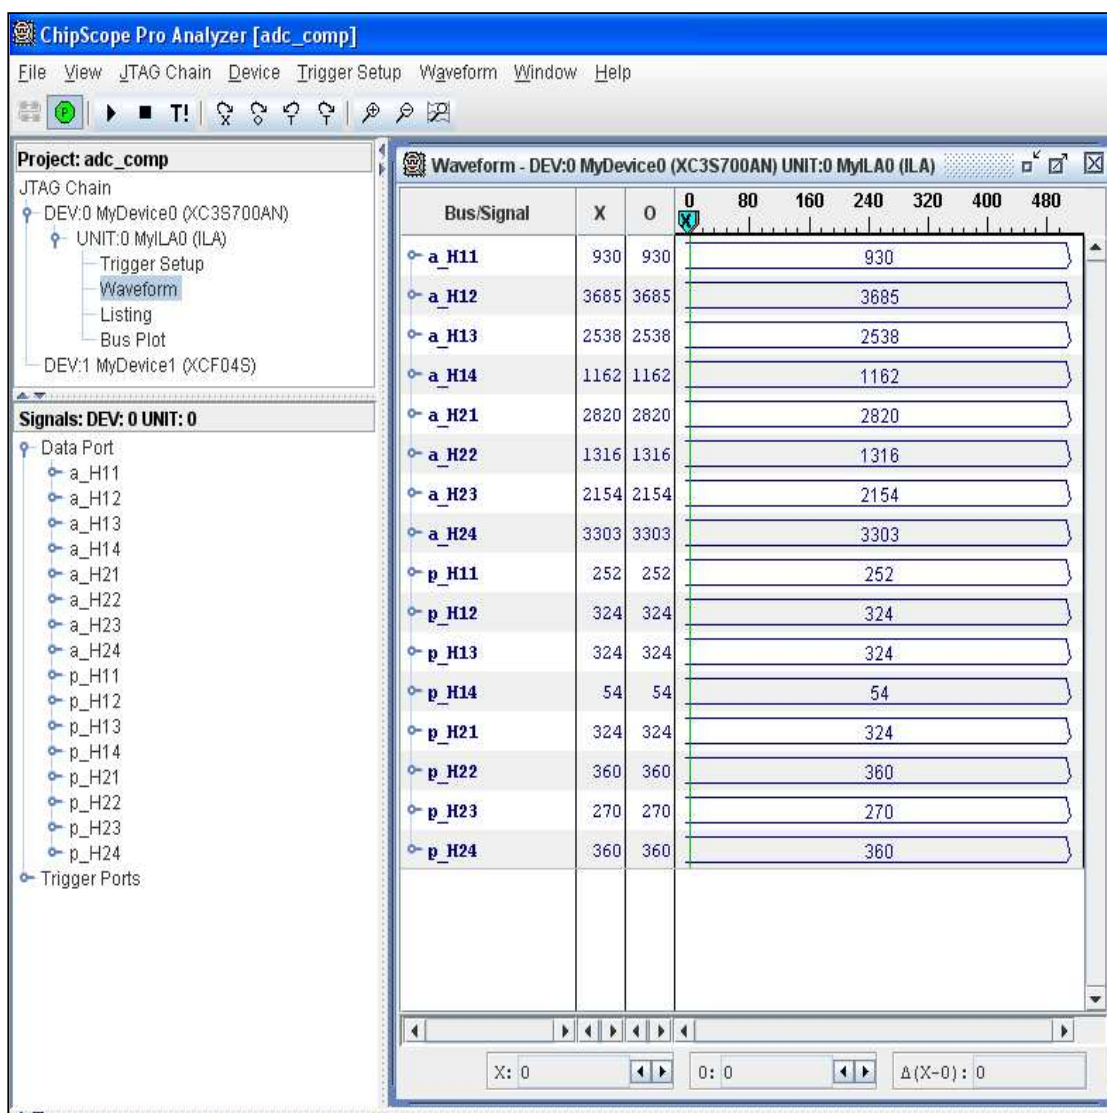 ChipScope Pro Analyzer [adc_comp]
File View JTAG Chain Device Trigger Setup Waveform Window Help
P T! X T T
Project: adc_comp
JTAG Chain
DEV:0 MyDevice0 (XC3S700AN)
UNIT:0 MyILA0 (ILA)
Trigger Setup
Waveform
Listing
Bus Plot
DEV:1 MyDevice1 (XCF04S)
Signals: DEV: 0 UNIT: 0
Data Port
a_H11
a_H12
a_H13
a_H14
a_H21
a_H22
a_H23
a_H24
p_H11
p_H12
p_H13
p_H14
p_H21
p_H22
p_H23
p_H24
Trigger Ports
Waveform - DEV:0 MyDevice0 (XC3S700AN) UNIT:0 MyILA0 (ILA)
Bus/Signal X O 0 80 160 240 320 400 480
X
a_H11 930 930 930
a_H12 3685 3685 3685
a_H13 2538 2538 2538
a_H14 1162 1162 1162
a_H21 2820 2820 2820
a_H22 1316 1316 1316
a_H23 2154 2154 2154
a_H24 3303 3303 3303
p_H11 252 252 252
p_H12 324 324 324
p_H13 324 324 324
p_H14 54 54 54
p_H21 324 324 324
p_H22 360 360 360
p_H23 270 270 270
p_H24 360 360 360
X: 0 O: 0 Δ(X-O): 0